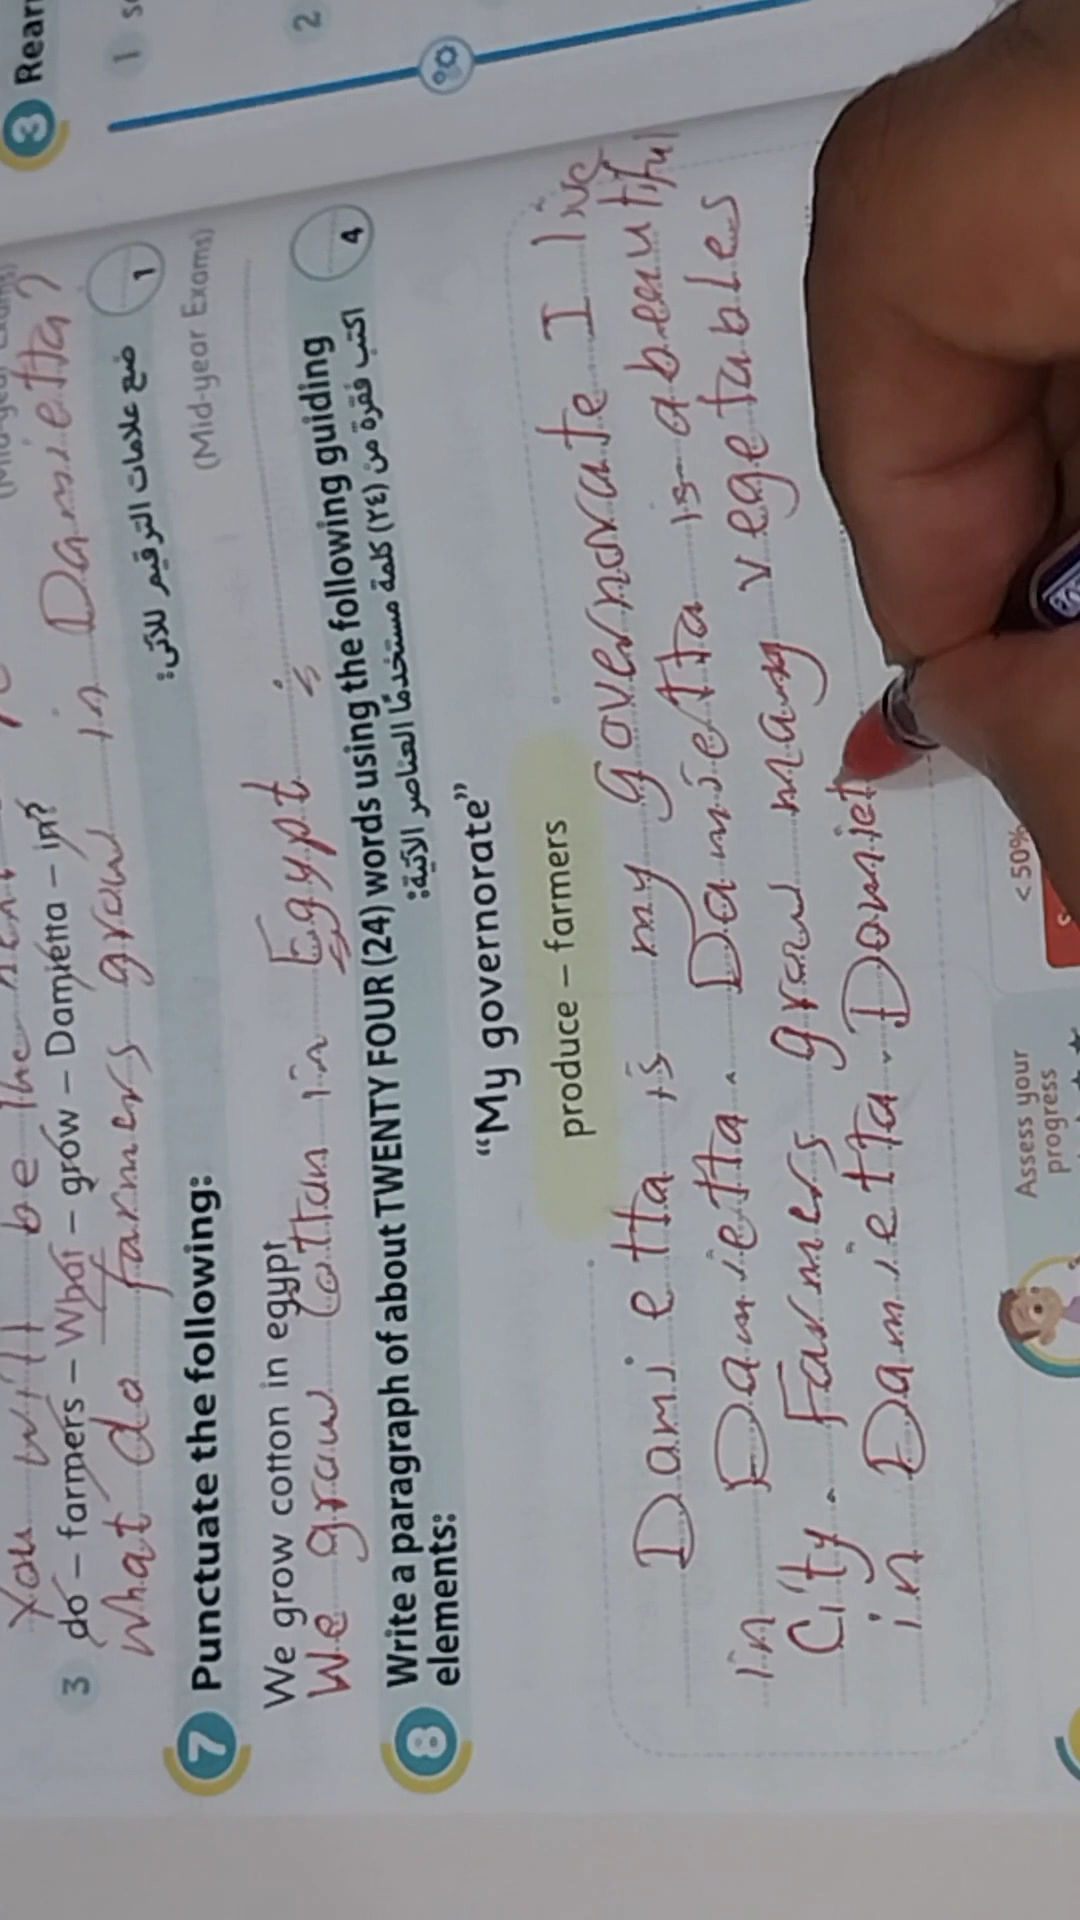 3 Rear
1
2
You will be the
3 do – farmers – What – grow – Damietta – in?
What do farmers grow in Damietta?
7 Punctuate the following:
ضع علامات الترقيم للآتي:
1
(Mid-year Exams)
We grow cotton in egypt
We grow cotton in Egypt.
8 Write a paragraph of about TWENTY FOUR (24) words using the following guiding
elements:
اكتب فقرة من (٢٤) كلمة مستخدمًا العناصر الآتية:
4
“My governorate”
produce – farmers
Damietta is my governorate I live
in Damietta. Damietta is a beautiful
City. Farmers grow many vegetables
in Damietta. Damiet
Assess your
progress
< 50%